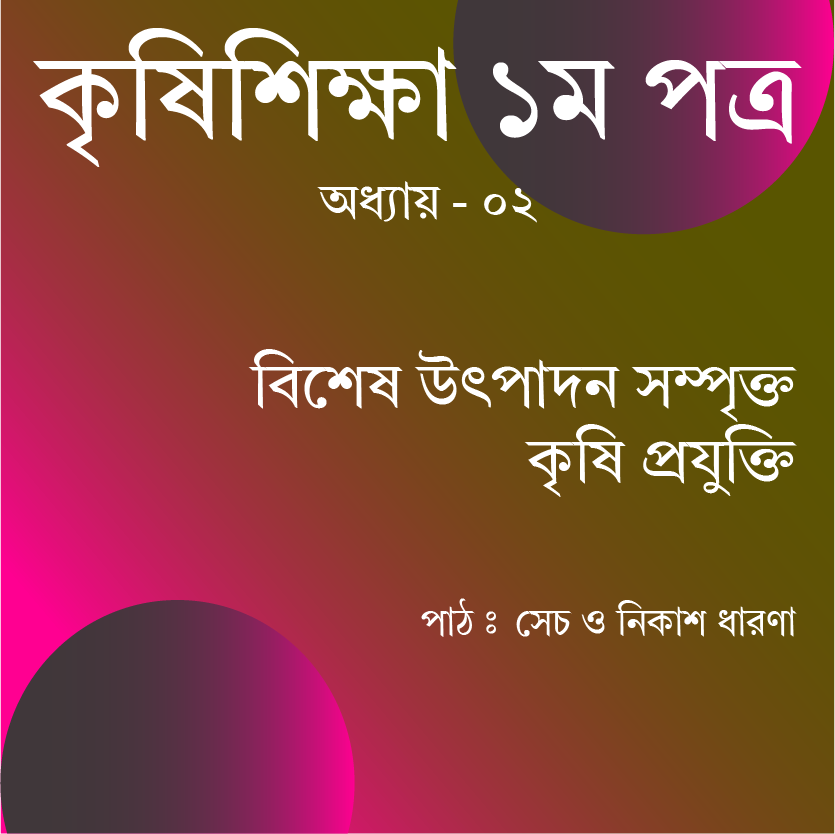 কৃষিশিক্ষা ১ম পত্র
অধ্যায় - ০২
বিশেষ উৎপাদন সম্পৃক্ত
কৃষি প্রযুক্তি
পাঠ ঃ সেচ ও নিকাশ ধারণা